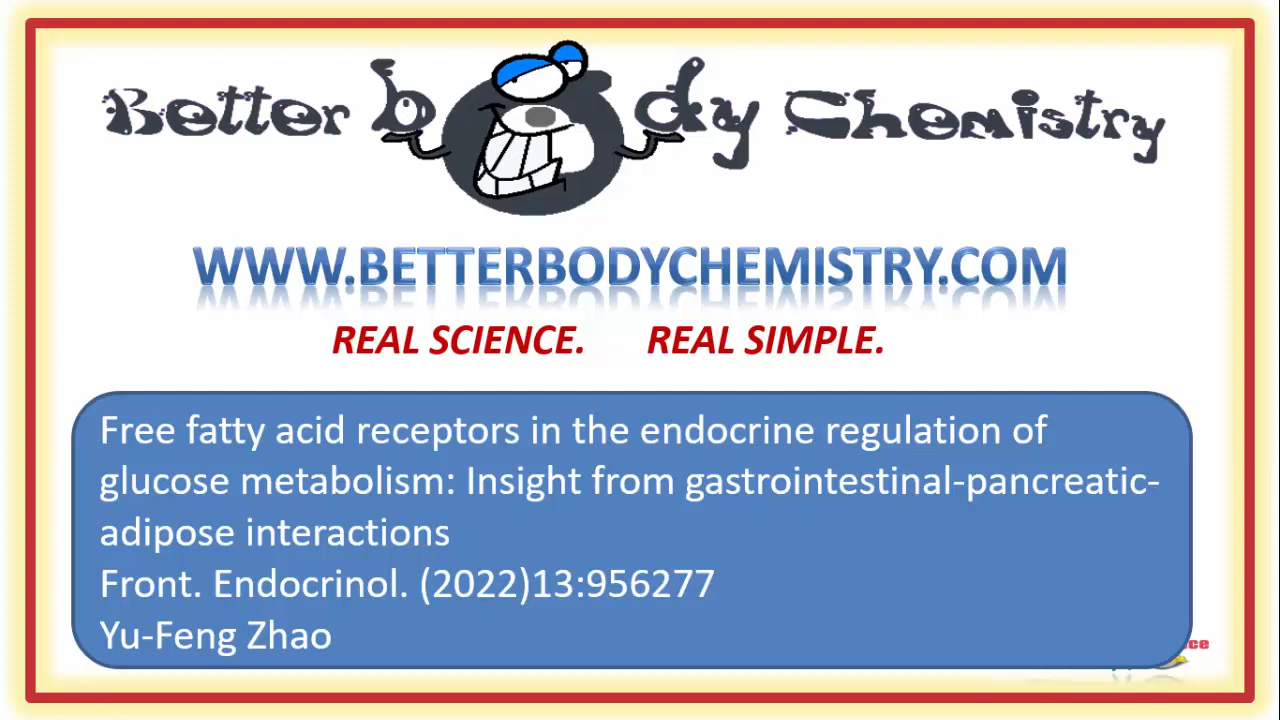 Better body Chemistry
WWW.BETTERBODYCHEMISTRY.COM
REAL SCIENCE. REAL SIMPLE.
Free fatty acid receptors in the endocrine regulation of
glucose metabolism: Insight from gastrointestinal-pancreatic-
adipose interactions
Front. Endocrinol. (2022)13:956277
Yu-Feng Zhao